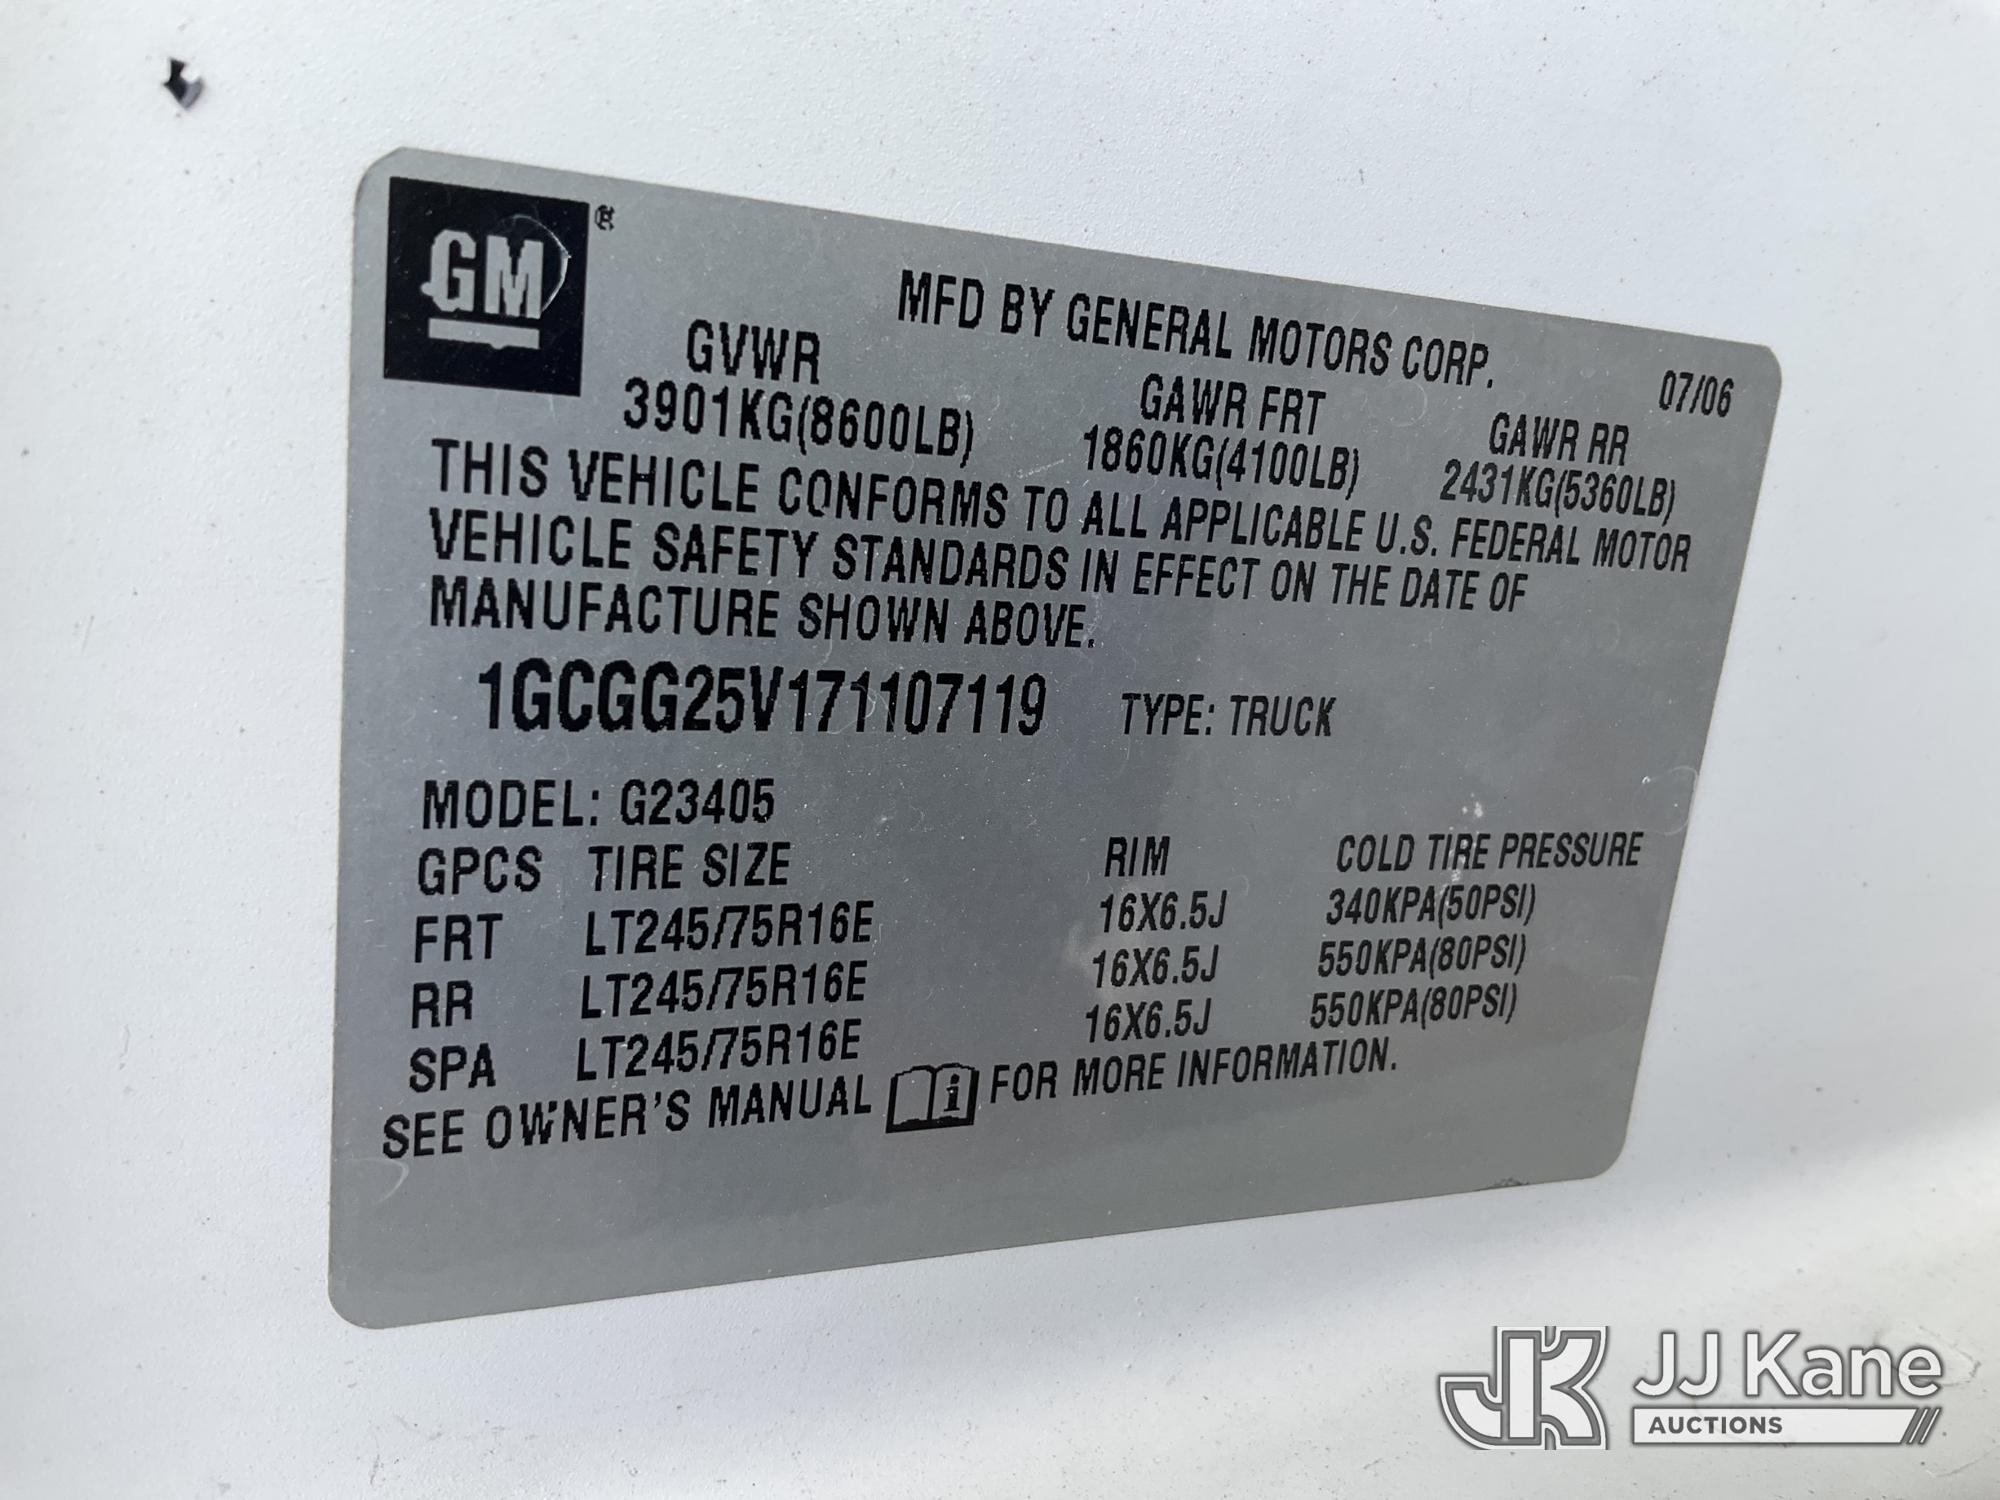 GM ®
MFD BY GENERAL MOTORS CORP.
07/06
GVWR GAWR FRT GAWR RR
3901KG(8600LB) 1860KG(4100LB) 2431KG(5360LB)
THIS VEHICLE CONFORMS TO ALL APPLICABLE U.S. FEDERAL MOTOR
VEHICLE SAFETY STANDARDS IN EFFECT ON THE DATE OF
MANUFACTURE SHOWN ABOVE.
1GCGG25V171107119 TYPE: TRUCK
MODEL: G23405
GPCS TIRE SIZE RIM COLD TIRE PRESSURE
FRT LT245/75R16E 16X6.5J 340KPA(50PSI)
RR LT245/75R16E 16X6.5J 550KPA(80PSI)
SPA LT245/75R16E 16X6.5J 550KPA(80PSI)
SEE OWNER'S MANUAL i FOR MORE INFORMATION.
JK JJ Kane
AUCTIONS